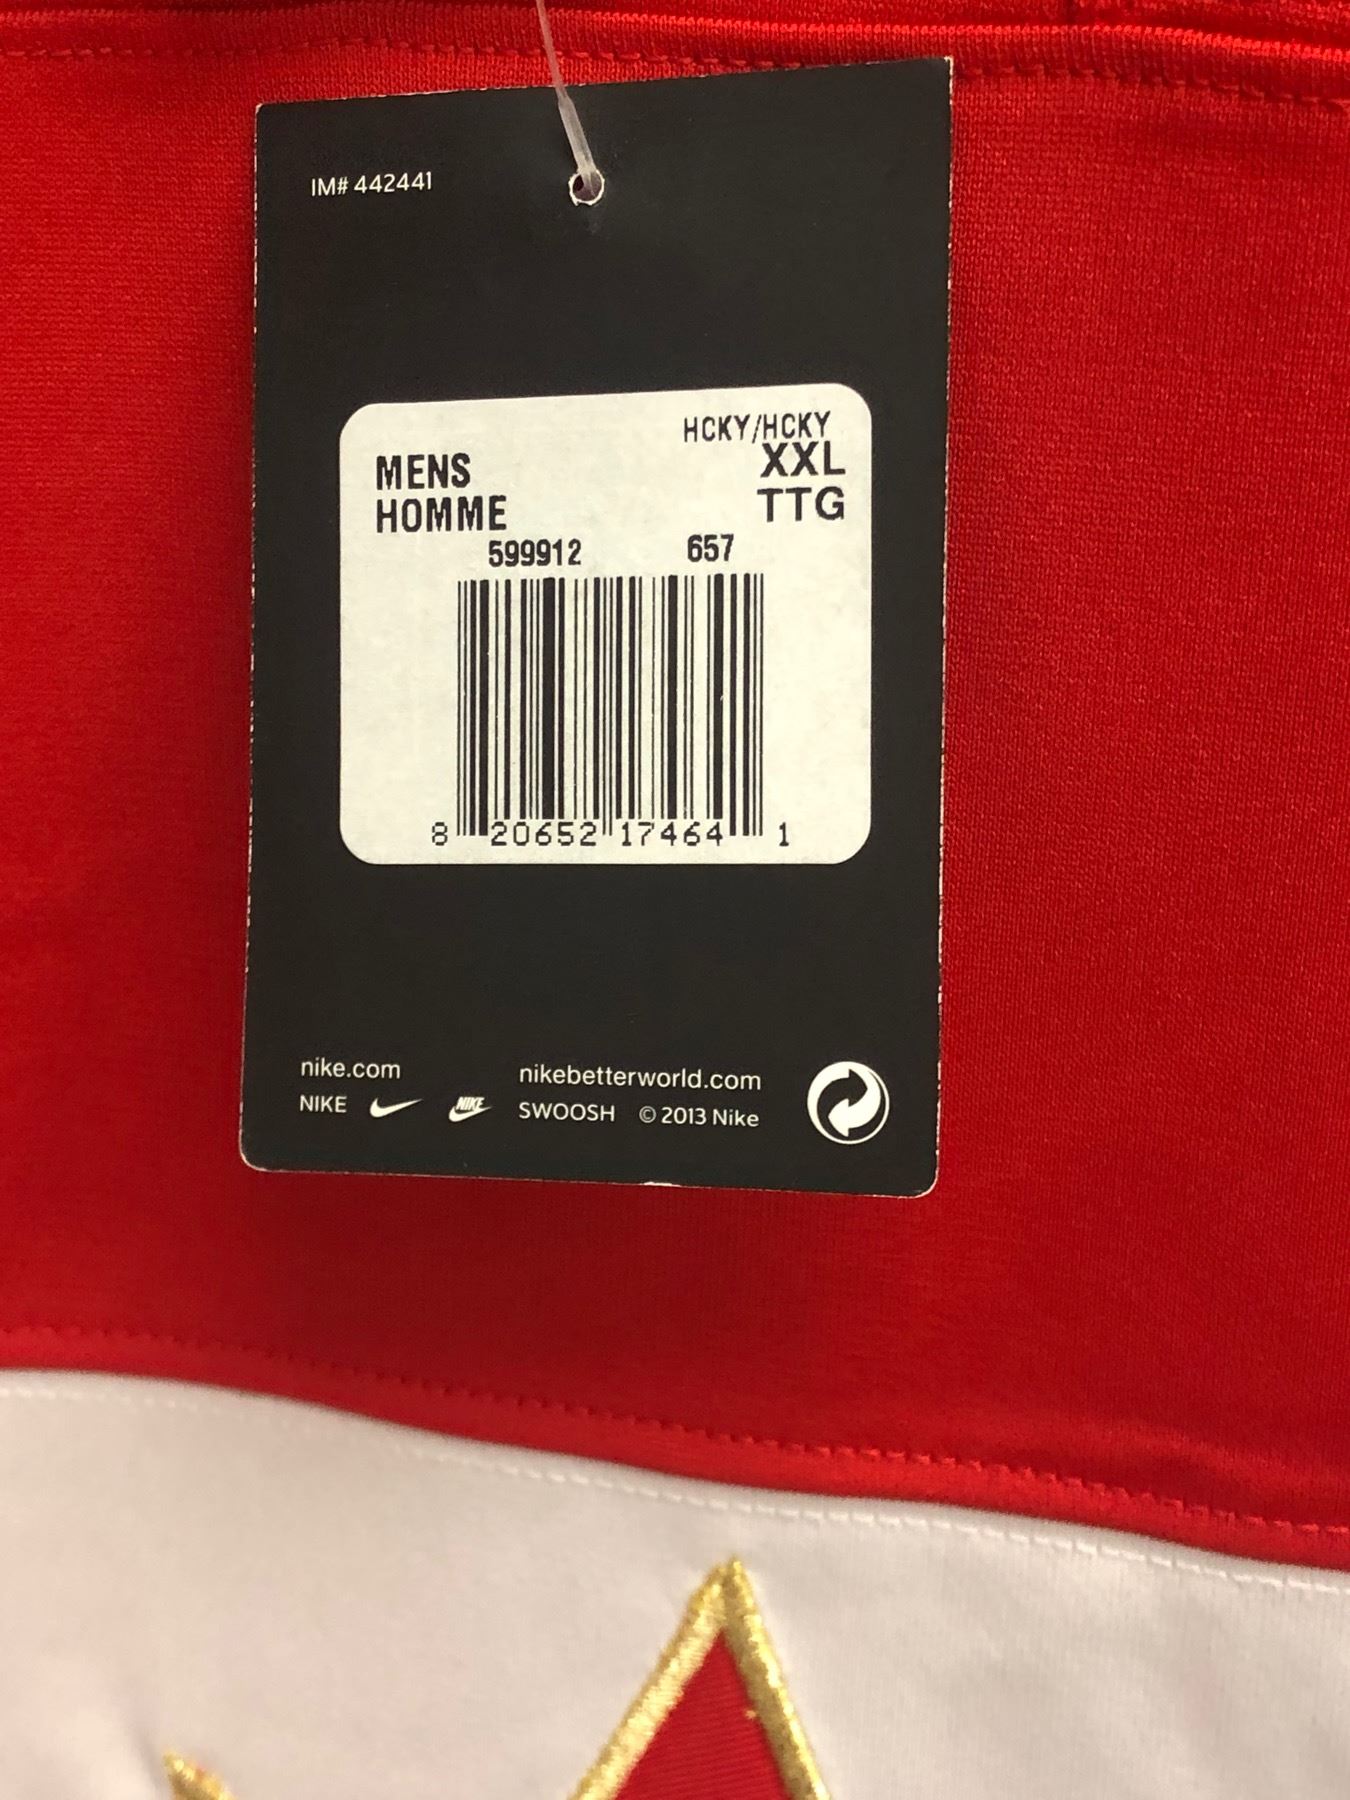 IM# 442441
HCKY/HCKY
MENS XXL
HOMME TTG
599912 657
8 20652 17464 1
nike.com nikebetterworld.com
NIKE NIKE SWOOSH © 2013 Nike